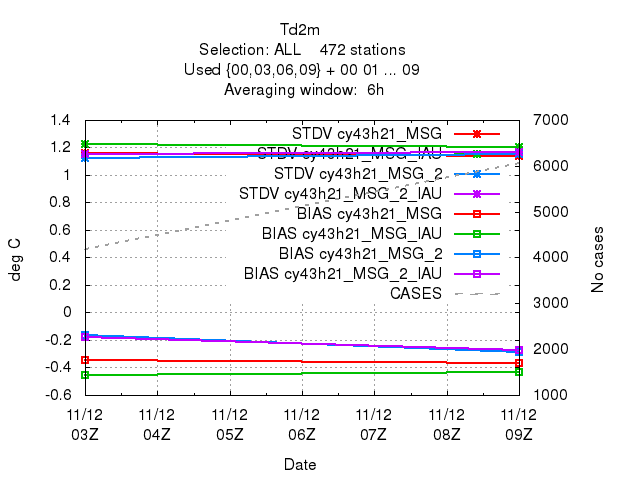 Td2m
Selection: ALL 472 stations
Used {00,03,06,09} + 00 01 ... 09
Averaging window: 6h
1.4
1.2
1
0.8
0.6
0.4
0.2
0
-0.2
-0.4
-0.6
deg C
STDV cy43h21_MSG
STDV cy43h21_MSG_IAU
STDV cy43h21_MSG_2
STDV cy43h21_MSG_2_IAU
BIAS cy43h21_MSG
BIAS cy43h21_MSG_IAU
BIAS cy43h21_MSG_2
BIAS cy43h21_MSG_2_IAU
CASES
7000
6000
5000
4000
3000
2000
1000
No cases
11/12 11/12 11/12 11/12 11/12 11/12 11/12
03Z 04Z 05Z 06Z 07Z 08Z 09Z
Date